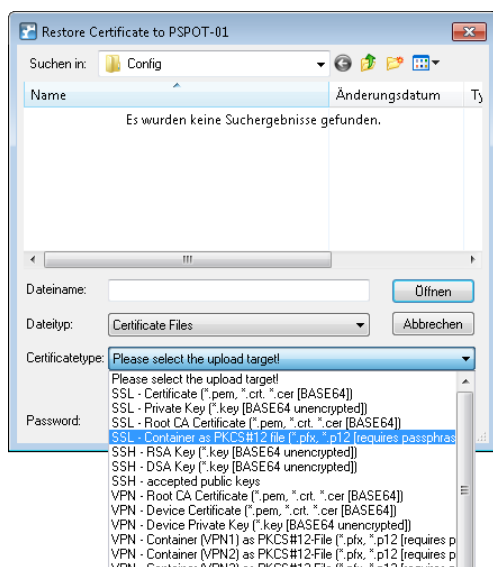 Restore Certificate to PSPOT-01
Suchen in: Config
Name Änderungsdatum
Es wurden keine Suchergebnisse gefunden.
Dateiname: Öffnen
Dateityp: Certificate Files Abbrechen
Certificatetype: Please select the upload target!
Please select the upload target!
SSL - Certificate (*.pem, *.crt. *.cer [BASE64])
SSL - Private Key (*.key [BASE64 unencrypted])
SSL - Root CA Certificate (*.pem, *.crt. *.cer [BASE64])
Password: SSL - Container as PKCS#12 file (*.pfx, *.p12 [requires passphras
SSH - RSA Key (*.key [BASE64 unencrypted])
SSH - DSA Key (*.key [BASE64 unencrypted])
SSH - accepted public keys
VPN - Root CA Certificate (*.pem, *.crt. *.cer [BASE64])
VPN - Device Certificate (*.pem, *.crt. *.cer [BASE64])
VPN - Device Private Key (*.key [BASE64 unencrypted])
VPN - Container (VPN1) as PKCS#12-File (*.pfx, *.p12 [requires p
VPN - Container (VPN2) as PKCS#12-File (*.pfx, *.p12 [requires p